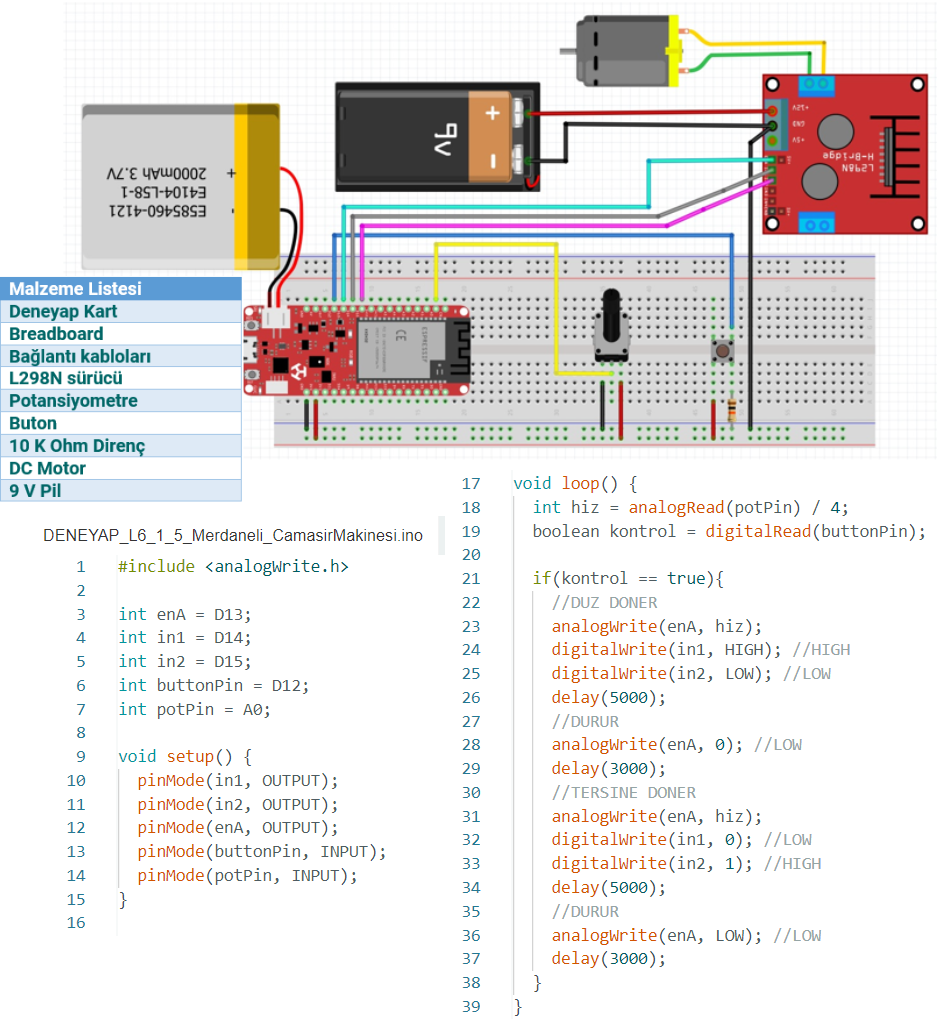 +12V
GND
+5V
L298N
H-Bridge
9v
+
-
2000mAh 3.7V
E4104-L58-1
ESB5460-4121
+
-
CE
Malzeme Listesi
Deneyap Kart
Breadboard
Bağlantı kabloları
L298N sürücü
Potansiyometre
Buton
10 K Ohm Direnç
DC Motor
9 V Pil
DENEYAP_L6_1_5_Merdaneli_CamasirMakinesi.ino
1 #include <analogWrite.h>
2
3 int enA = D13;
4 int in1 = D14;
5 int in2 = D15;
6 int buttonPin = D12;
7 int potPin = A0;
8
9 void setup() {
10 pinMode(in1, OUTPUT);
11 pinMode(in2, OUTPUT);
12 pinMode(enA, OUTPUT);
13 pinMode(buttonPin, INPUT);
14 pinMode(potPin, INPUT);
15 }
16
17 void loop() {
18 int hiz = analogRead(potPin) / 4;
19 boolean kontrol = digitalRead(buttonPin);
20
21 if(kontrol == true){
22 //DUZ DONER
23 analogWrite(enA, hiz);
24 digitalWrite(in1, HIGH); //HIGH
25 digitalWrite(in2, LOW); //LOW
26 delay(5000);
27 //DURUR
28 analogWrite(enA, 0); //LOW
29 delay(3000);
30 //TERSINE DONER
31 analogWrite(enA, hiz);
32 digitalWrite(in1, 0); //LOW
33 digitalWrite(in2, 1); //HIGH
34 delay(5000);
35 //DURUR
36 analogWrite(enA, LOW); //LOW
37 delay(3000);
38 }
39 }